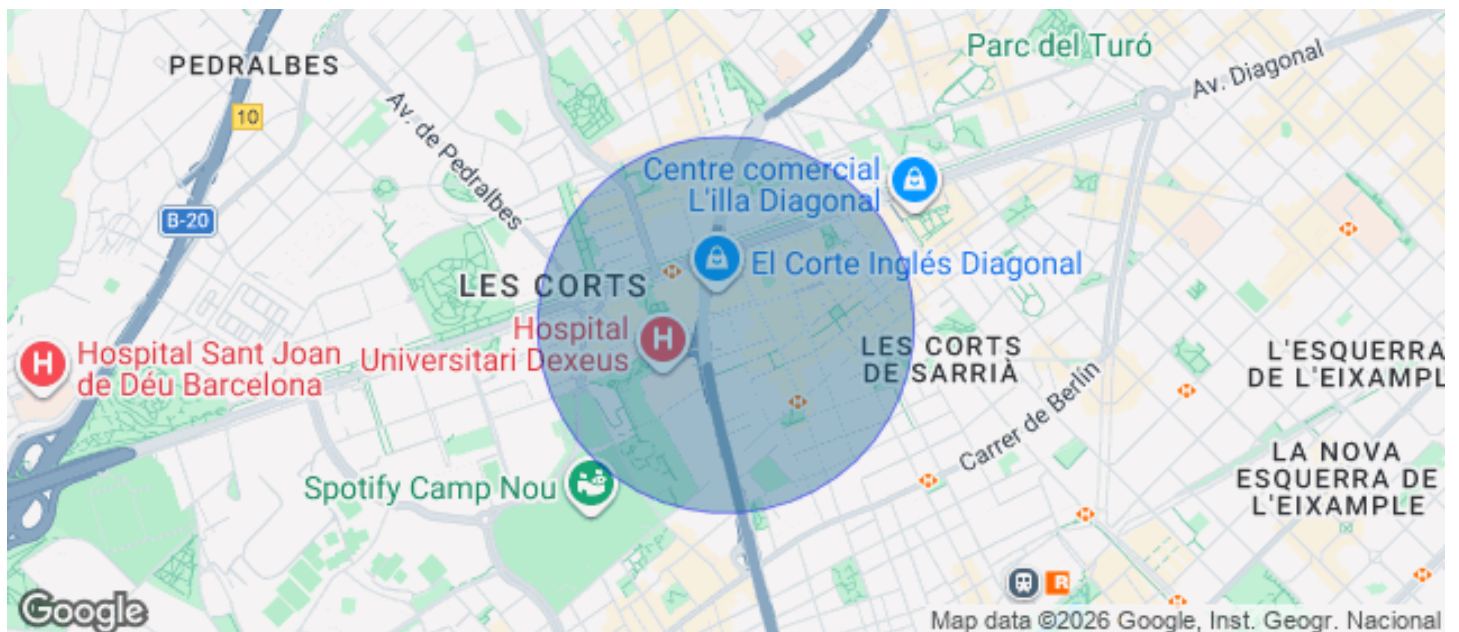 PEDRALBES
Parc del Turó
Av. Diagonal
10
Av. de Pedralbes
Centre comercial
L'illa Diagonal
B-20
El Corte Inglés Diagonal
LES CORTS
Hospital
Universitari Dexeus
H
H
Hospital Sant Joan
de Déu Barcelona
LES CORTS
DE SARRIÀ
L'ESQUERRA
DE L'EIXAMPL
Carrer de Berlín
LA NOVA
ESQUERRA DE
L'EIXAMPLE
Spotify Camp Nou
R
Google
Map data ©2026 Google, Inst. Geogr. Nacional